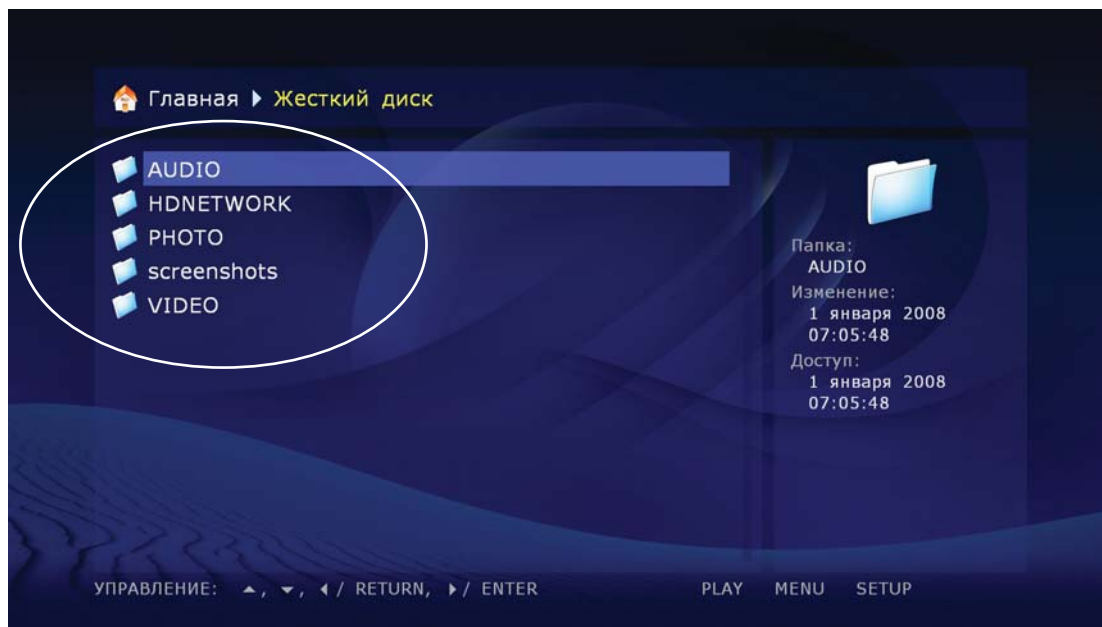 Главная ▶ Жесткий диск
AUDIO
HDNETWORK
PHOTO
screenshots
VIDEO
Папка:
AUDIO
Изменение:
1 января 2008
07:05:48
Доступ:
1 января 2008
07:05:48
УПРАВЛЕНИЕ: ▲, ▼, ◀ / RETURN, ▶ / ENTER PLAY MENU SETUP